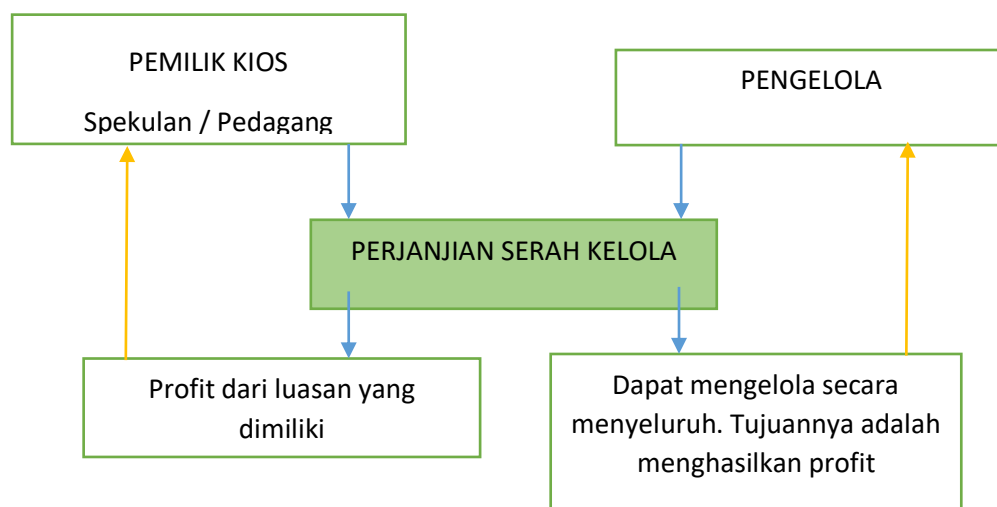 PEMILIK KIOS
Spekulan / Pedagang
PENGELOLA
PERJANJIAN SERAH KELOLA
Profit dari luasan yang
dimiliki
Dapat mengelola secara
menyeluruh. Tujuannya adalah
menghasilkan profit